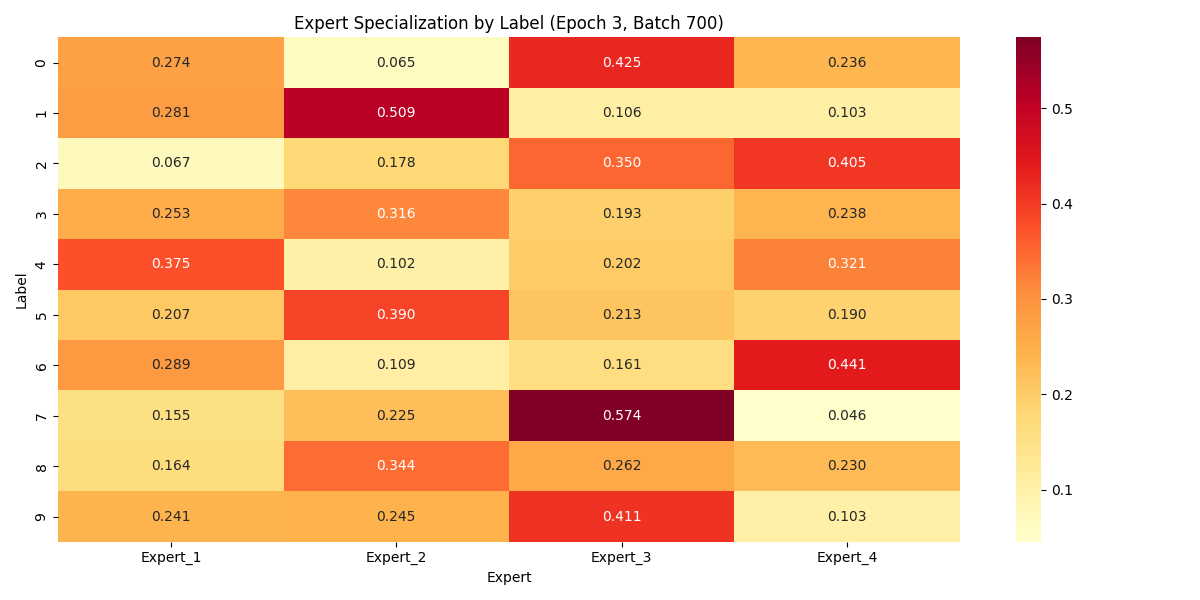 Expert Specialization by Label (Epoch 3, Batch 700)
Label
0 0.274 0.065 0.425 0.236
1 0.281 0.509 0.106 0.103
2 0.067 0.178 0.350 0.405
3 0.253 0.316 0.193 0.238
4 0.375 0.102 0.202 0.321
5 0.207 0.390 0.213 0.190
6 0.289 0.109 0.161 0.441
7 0.155 0.225 0.574 0.046
8 0.164 0.344 0.262 0.230
9 0.241 0.245 0.411 0.103
Expert_1 Expert_2 Expert_3 Expert_4
Expert
0.5
0.4
0.3
0.2
0.1